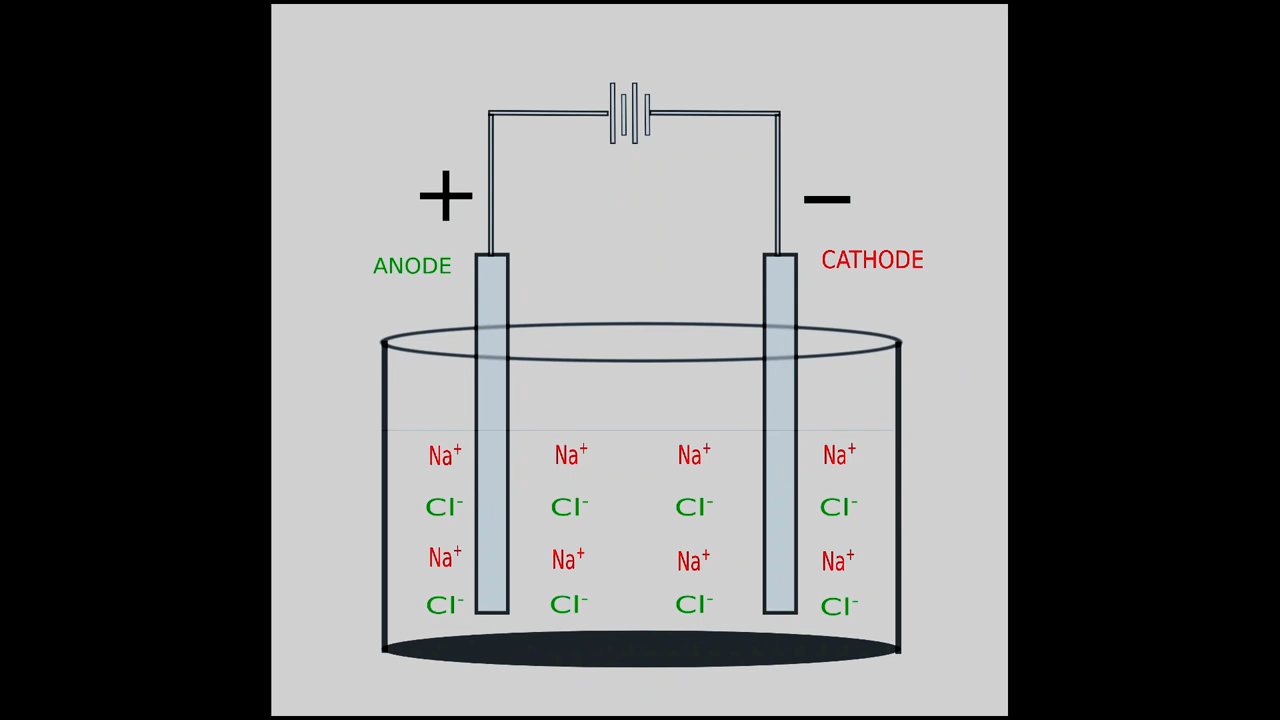 + −
ANODE CATHODE
Na⁺ Na⁺ Na⁺ Na⁺
Cl⁻ Cl⁻ Cl⁻ Cl⁻
Na⁺ Na⁺ Na⁺ Na⁺
Cl⁻ Cl⁻ Cl⁻ Cl⁻